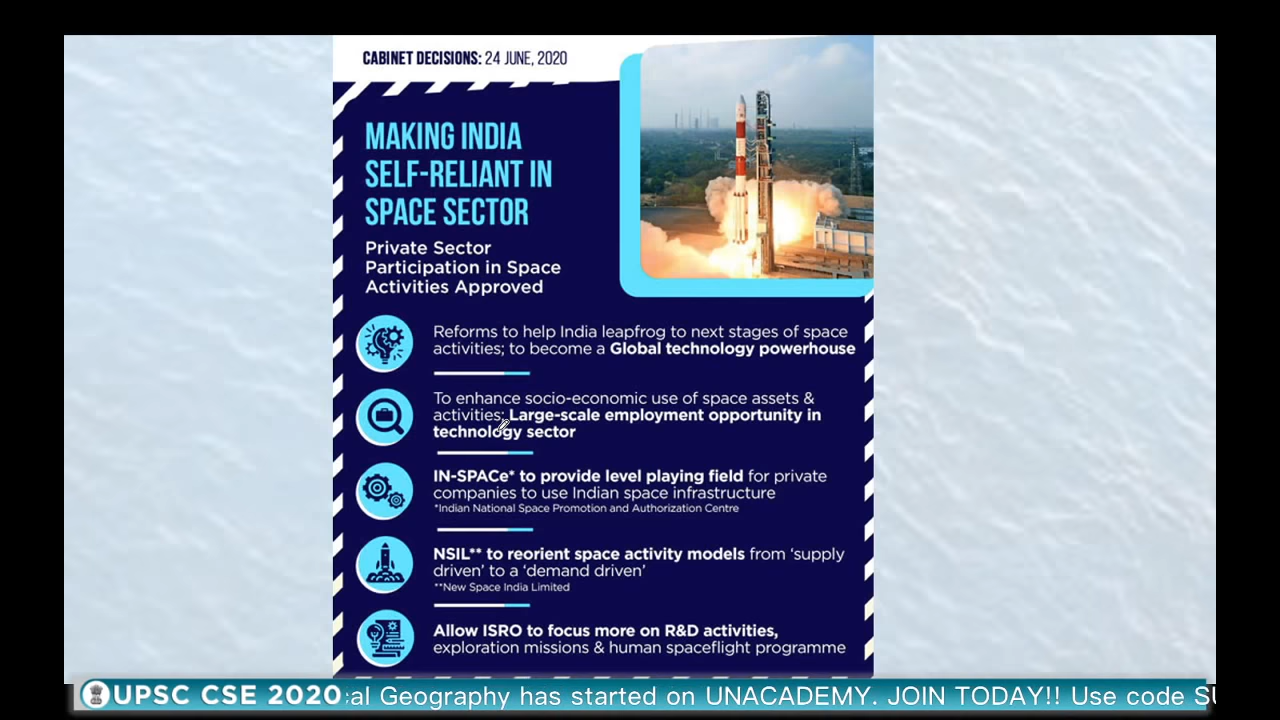 CABINET DECISIONS: 24 JUNE, 2020
MAKING INDIA
SELF-RELIANT IN
SPACE SECTOR
Private Sector
Participation in Space
Activities Approved
Reforms to help India leapfrog to next stages of space
activities; to become a Global technology powerhouse
To enhance socio-economic use of space assets &
activities; Large-scale employment opportunity in
technology sector
IN-SPACe* to provide level playing field for private
companies to use Indian space infrastructure
*Indian National Space Promotion and Authorization Centre
NSIL** to reorient space activity models from ‘supply
driven’ to a ‘demand driven’
**New Space India Limited
Allow ISRO to focus more on R&D activities,
exploration missions & human spaceflight programme
UPSC CSE 2020 cal Geography has started on UNACADEMY. JOIN TODAY!! Use code